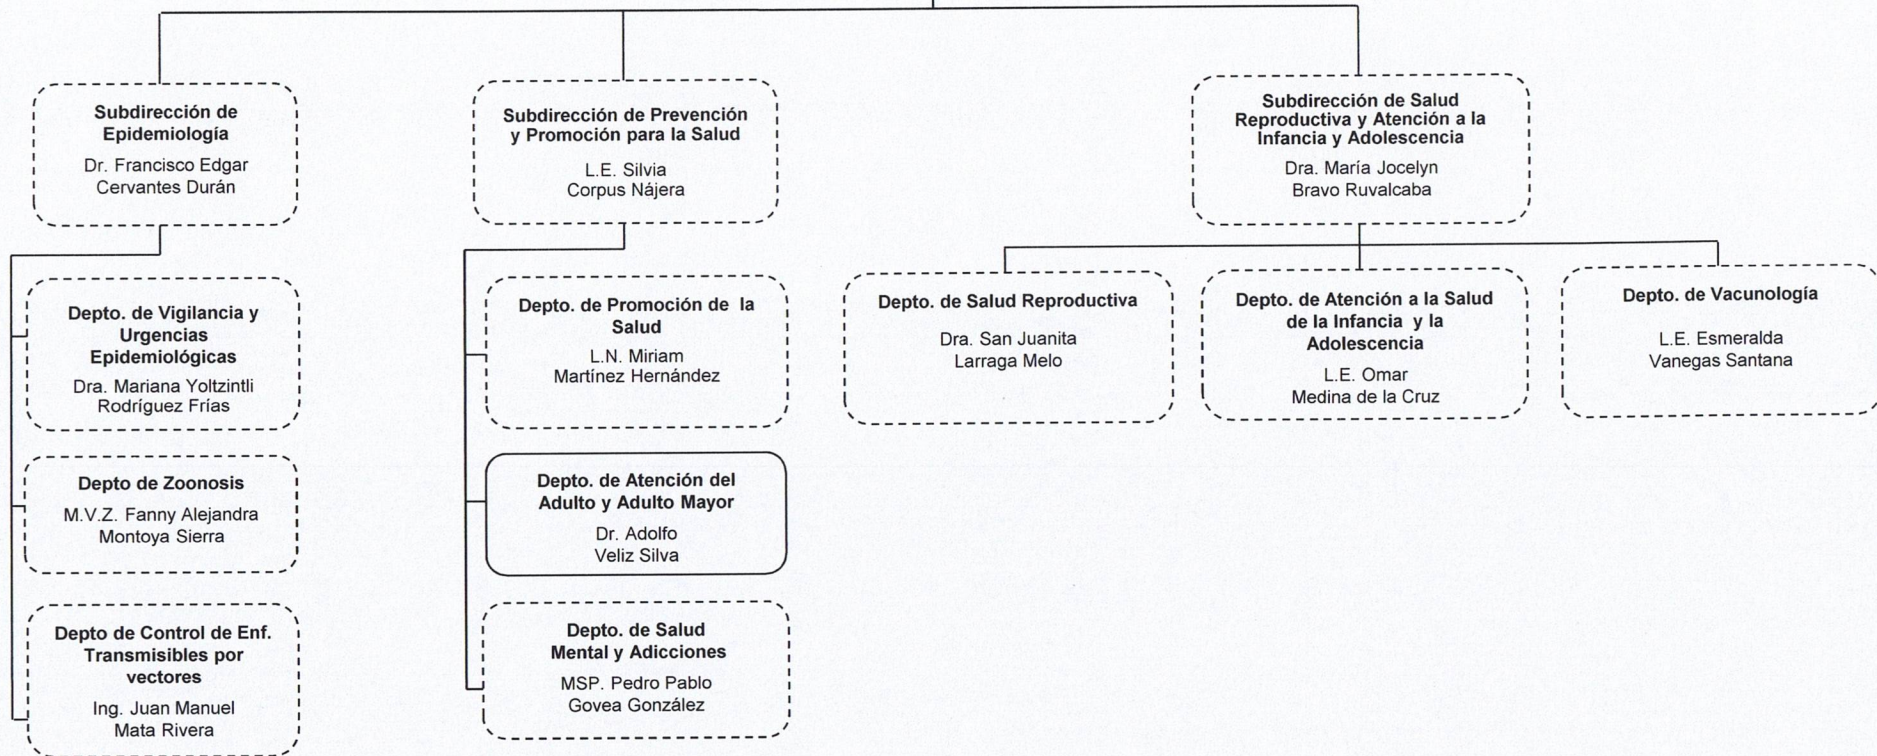 Subdirección de
Epidemiología
Dr. Francisco Edgar
Cervantes Durán
Subdirección de Prevención
y Promoción para la Salud
L.E. Silvia
Corpus Nájera
Subdirección de Salud
Reproductiva y Atención a la
Infancia y Adolescencia
Dra. María Jocelyn
Bravo Ruvalcaba
Depto. de Vigilancia y
Urgencias
Epidemiológicas
Dra. Mariana Yoltzintli
Rodríguez Frías
Depto de Zoonosis
M.V.Z. Fanny Alejandra
Montoya Sierra
Depto de Control de Enf.
Transmisibles por
vectores
Ing. Juan Manuel
Mata Rivera
Depto. de Promoción de la
Salud
L.N. Miriam
Martínez Hernández
Depto. de Atención del
Adulto y Adulto Mayor
Dr. Adolfo
Veliz Silva
Depto. de Salud
Mental y Adicciones
MSP. Pedro Pablo
Govea González
Depto. de Salud Reproductiva
Dra. San Juanita
Larraga Melo
Depto. de Atención a la Salud
de la Infancia y la
Adolescencia
L.E. Omar
Medina de la Cruz
Depto. de Vacunología
L.E. Esmeralda
Vanegas Santana